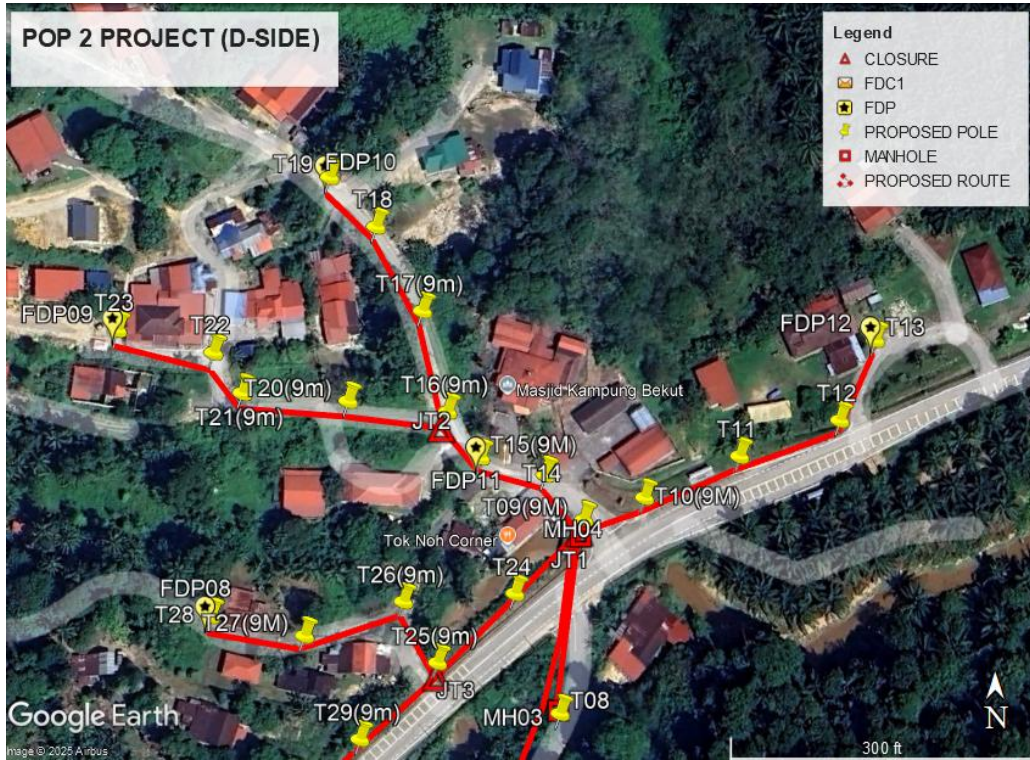 POP 2 PROJECT (D-SIDE)
Legend
CLOSURE
FDC1
FDP
PROPOSED POLE
MANHOLE
PROPOSED ROUTE
T19
FDP10
T18
T17(9m)
FDP09
T23
T22
T20(9m)
T21(9m)
T16(9m)
JT2
Masjid Kampung Bekut
FDP12
T13
T12
T11
T10(9M)
T15(9M)
FDP11
T14
T09(9M)
MH04
JT1
Tok Noh Corner
T24
T26(9m)
FDP08
T28
T27(9M)
T25(9m)
JT3
T29(9m)
MH03
T08
Google Earth
mage © 2025 Airbus
300 ft
N